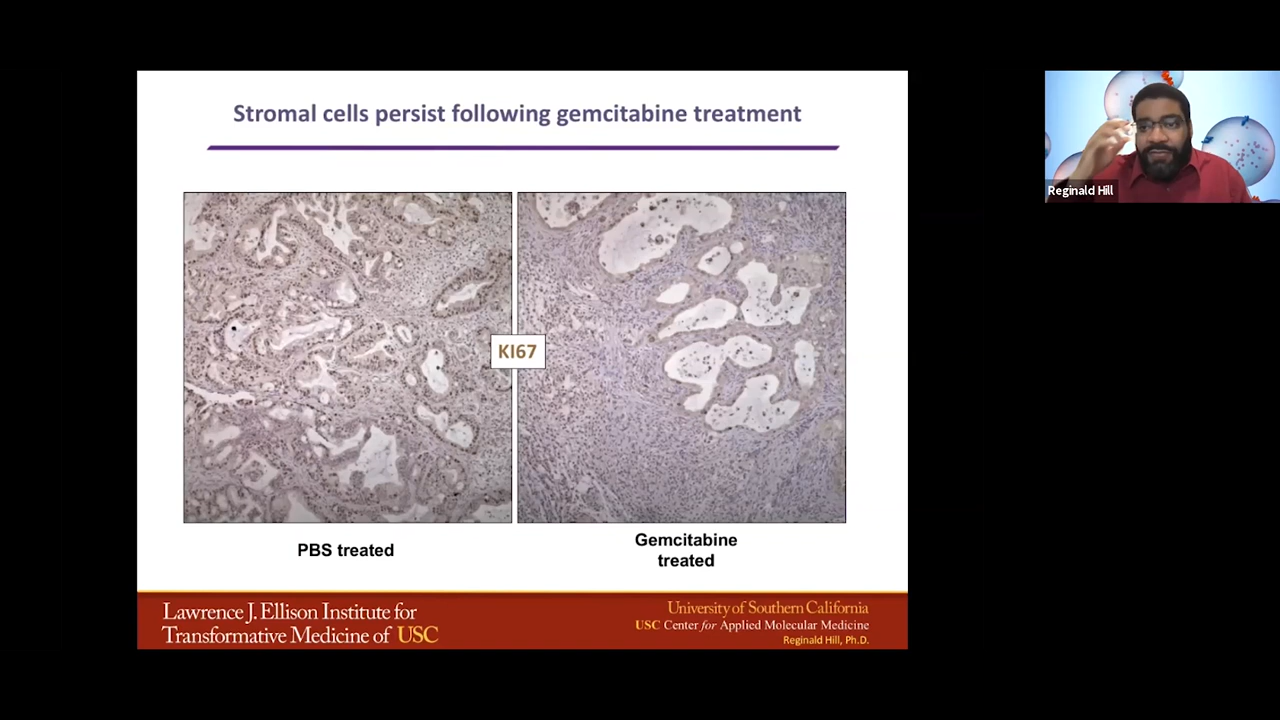 Stromal cells persist following gemcitabine treatment
Reginald Hill
KI67
PBS treated
Gemcitabine
treated
Lawrence J. Ellison Institute for
Transformative Medicine of USC
University of Southern California
USC Center for Applied Molecular Medicine
Reginald Hill, Ph.D.